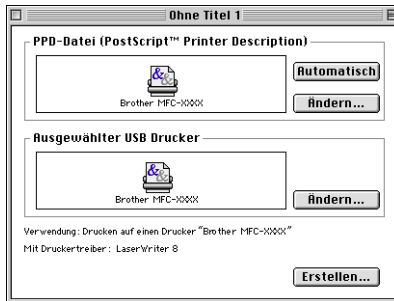 Ohne Titel 1
PPD-Datei (PostScript™ Printer Description)
Brother MFC-XXXX
Automatisch
Ändern...
Ausgewählter USB Drucker
Brother MFC-XXXX
Ändern...
Verwendung: Drucken auf einen Drucker "Brother MFC-XXXX"
Mit Druckertreiber: LaserWriter 8
Erstellen...